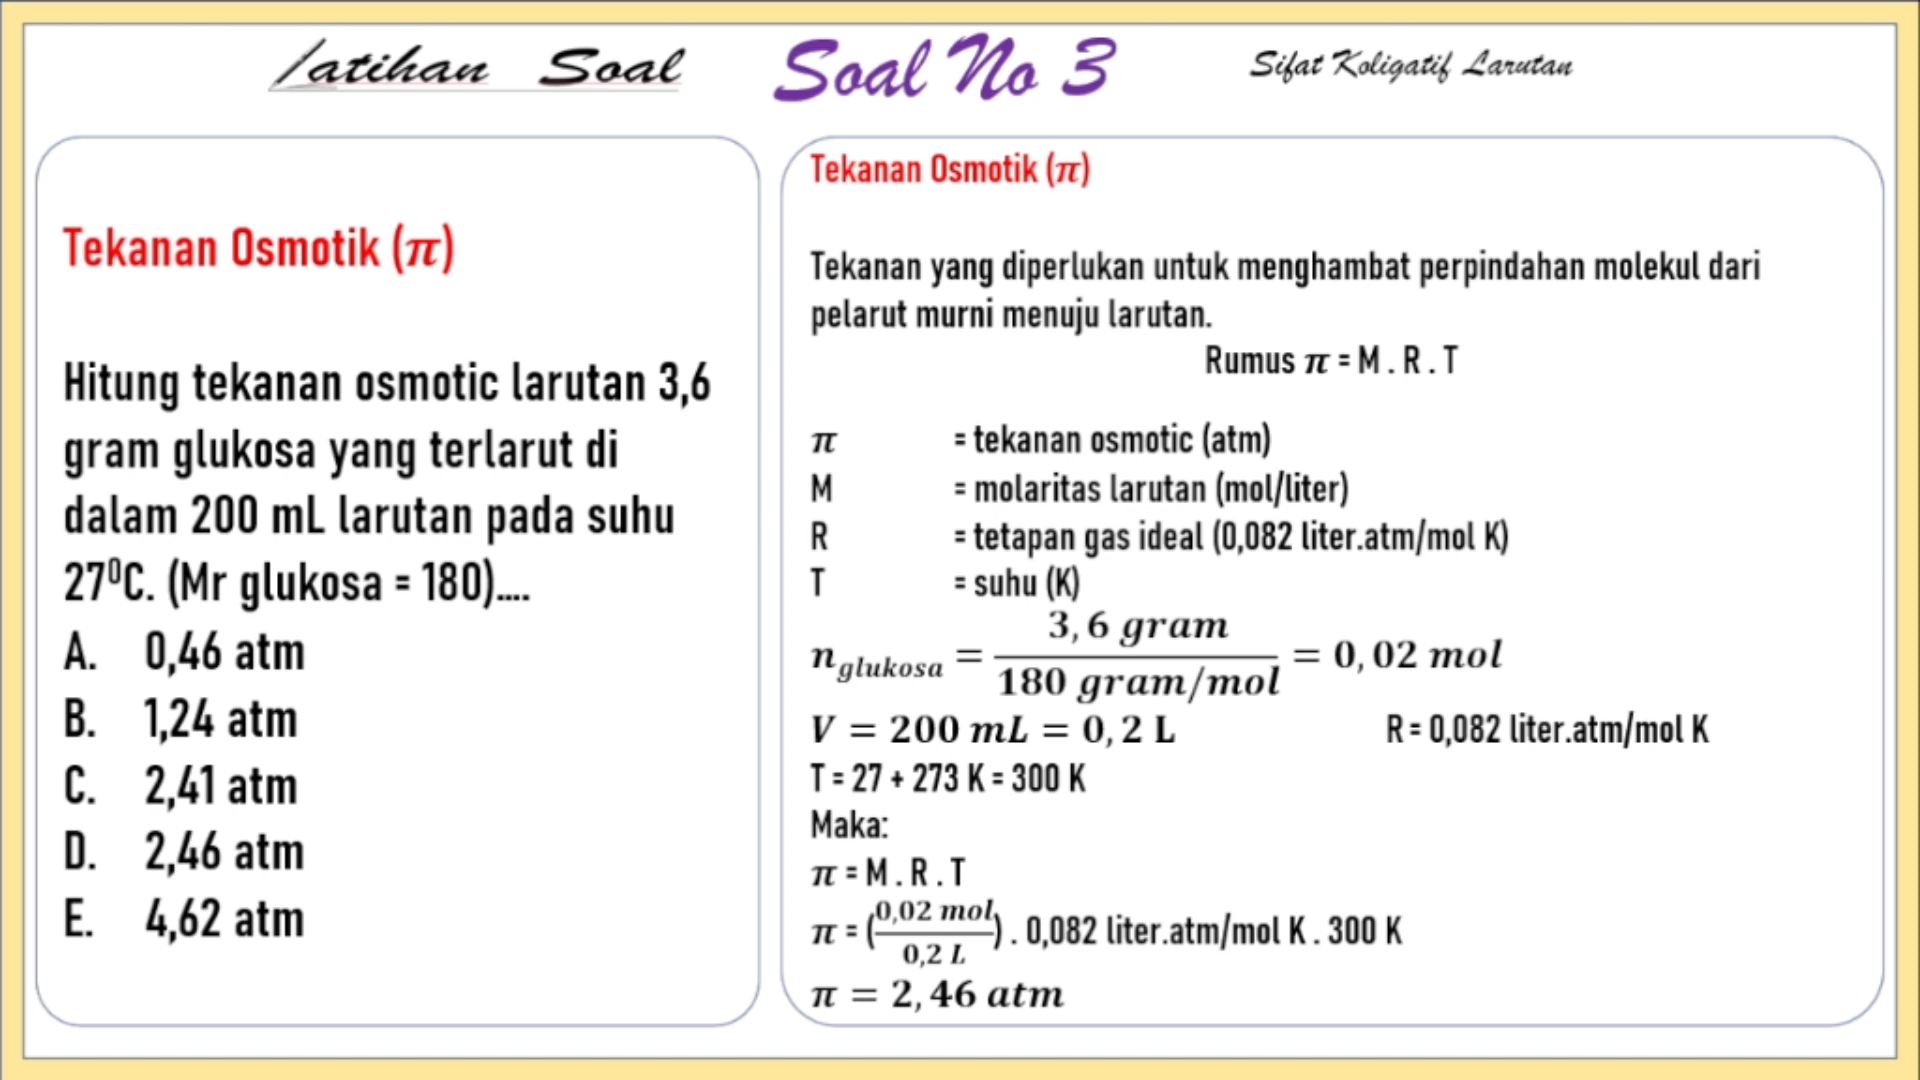 Latihan Soal
Soal No 3
Sifat Koligatif Larutan
Tekanan Osmotik (π)
Hitung tekanan osmotic larutan 3,6
gram glukosa yang terlarut di
dalam 200 mL larutan pada suhu
27⁰C. (Mr glukosa = 180)....
A. 0,46 atm
B. 1,24 atm
C. 2,41 atm
D. 2,46 atm
E. 4,62 atm
Tekanan Osmotik (π)
Tekanan yang diperlukan untuk menghambat perpindahan molekul dari
pelarut murni menuju larutan.
Rumus π = M . R . T
π = tekanan osmotic (atm)
M = molaritas larutan (mol/liter)
R = tetapan gas ideal (0,082 liter.atm/mol K)
T = suhu (K)
n glukosa = 3,6 gram / 180 gram/mol = 0,02 mol
V = 200 mL = 0,2 L R = 0,082 liter.atm/mol K
T = 27 + 273 K = 300 K
Maka:
π = M . R . T
π = (0,02 mol / 0,2 L) . 0,082 liter.atm/mol K . 300 K
π = 2,46 atm